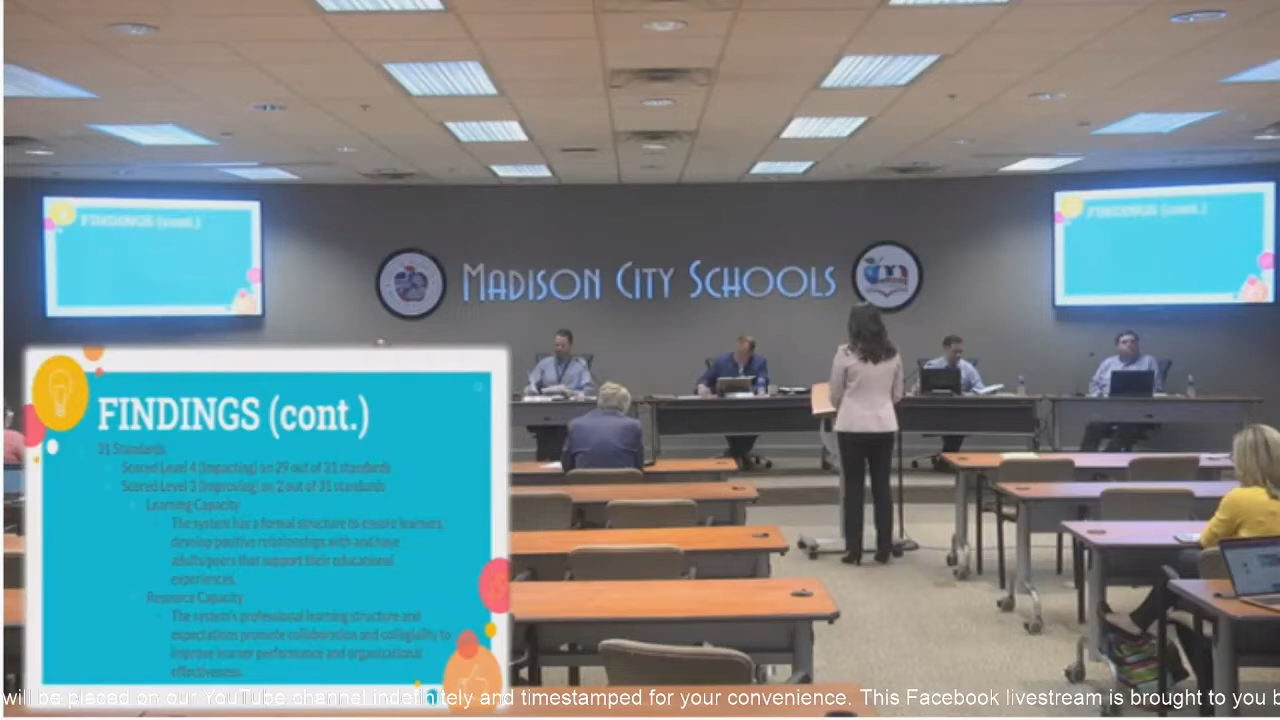 FINDINGS (cont.)
FINDINGS (cont.)
MADISON CITY SCHOOLS
FINDINGS (cont.)
31 Standards
Scored Level 4 (Impacting) on 29 out of 31 standards
Scored Level 3 (Improving) on 2 out of 31 standards
Learning Capacity
The system has a formal structure to ensure learners
develop positive relationships with and have
adults/peers that support their educational
experiences.
Resource Capacity
The system's professional learning structure and
expectations promote collaboration and collegiality to
improve learner performance and organizational
effectiveness.
will be placed on our YouTube channel indefinitely and timestamped for your convenience. This Facebook livestream is brought to you b